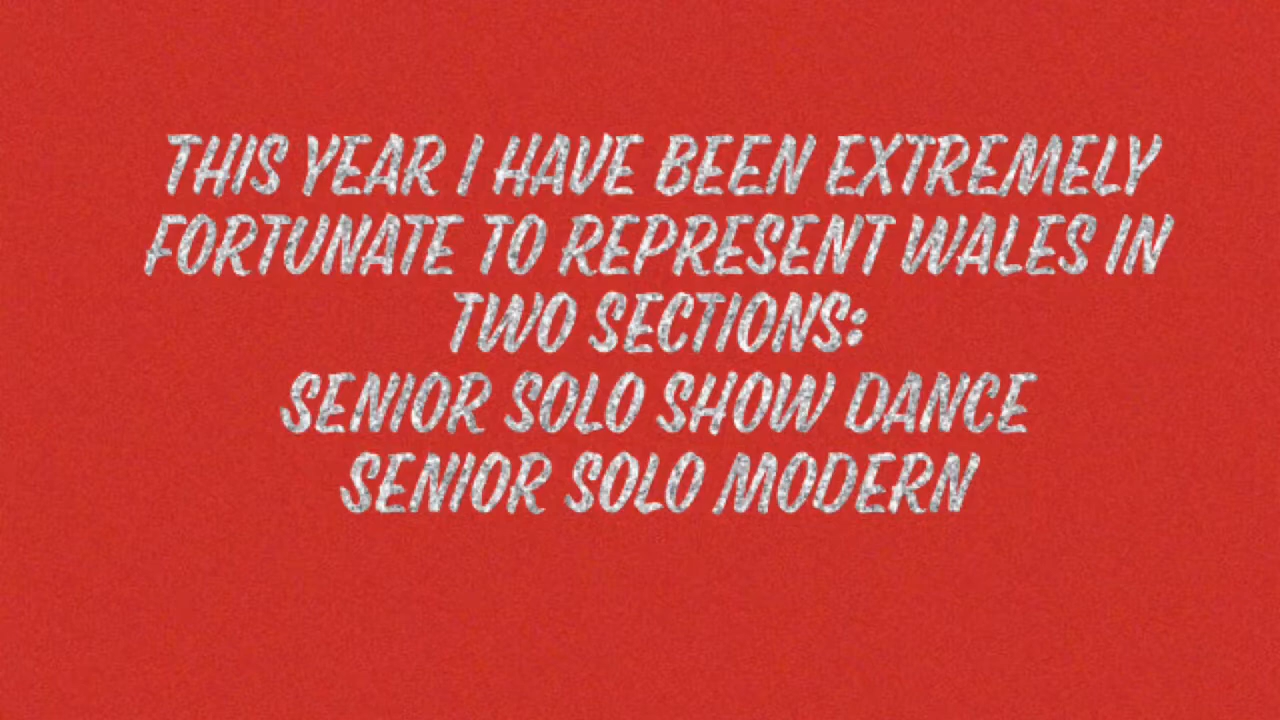 THIS YEAR I HAVE BEEN EXTREMELY
FORTUNATE TO REPRESENT WALES IN
TWO SECTIONS:
SENIOR SOLO SHOW DANCE
SENIOR SOLO MODERN